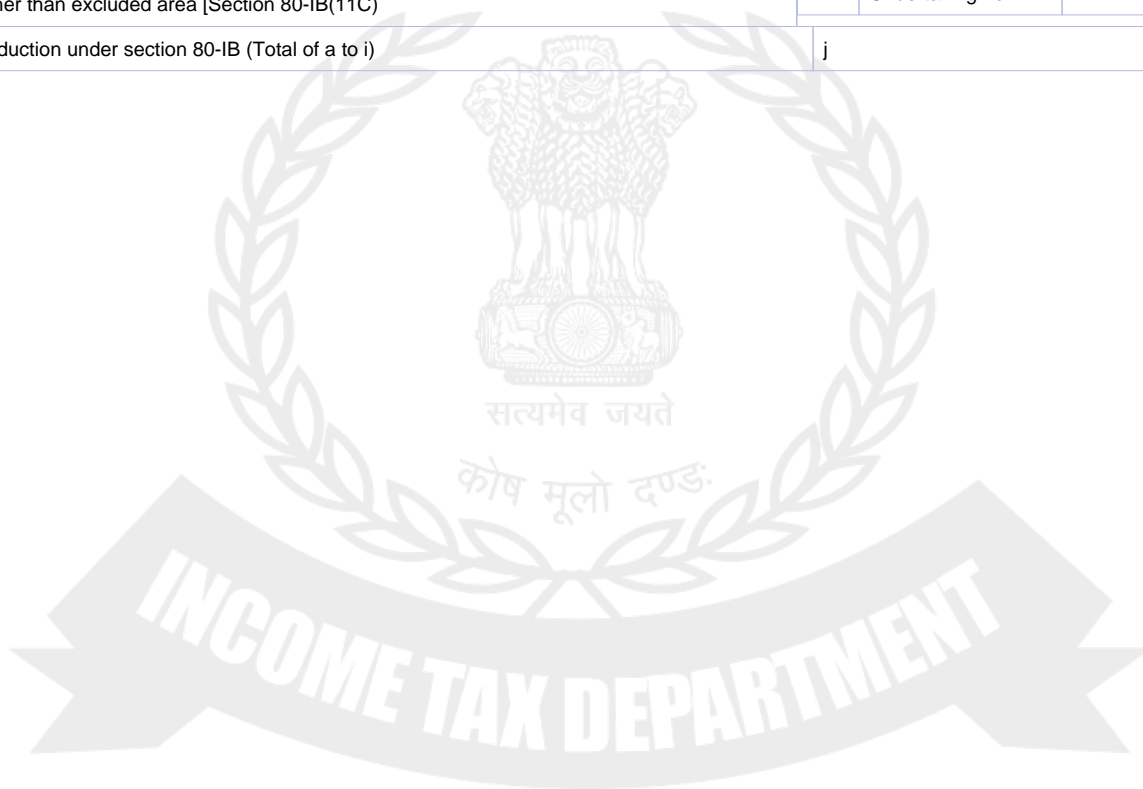 her than excluded area [Section 80-IB(11C)
duction under section 80-IB (Total of a to i)
j
सत्यमेव जयते
कोष मूलो दण्डः
INCOME TAX DEPARTMENT